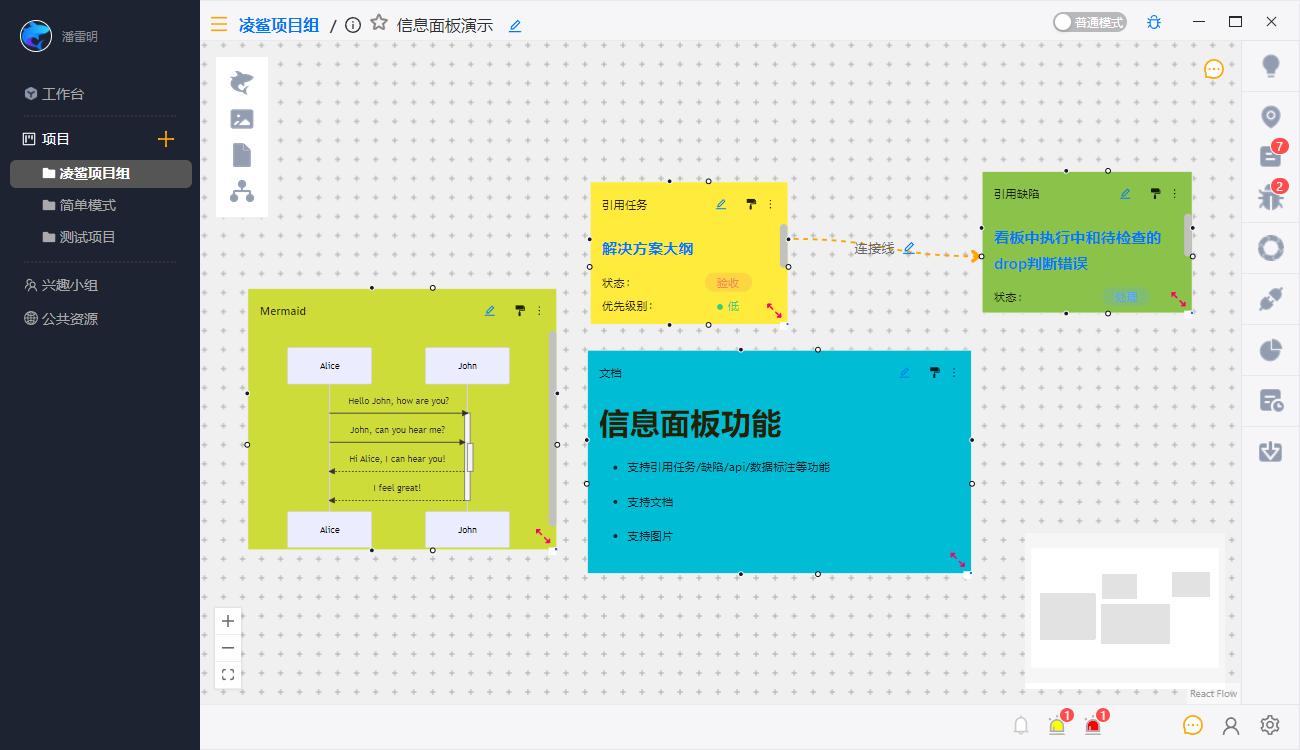 潘雷明
工作台
项目
凌鲨项目组
简单模式
测试项目
兴趣小组
公共资源
凌鲨项目组 / 信息面板演示
普通模式
7
2
引用任务
解决方案大纲
状态：
验收
优先级别：
低
连接线
引用缺陷
看板中执行中和待检查的
drop判断错误
状态：
处理
Mermaid
Alice
John
Hello John, how are you?
John, can you hear me?
Hi Alice, I can hear you!
I feel great!
Alice
John
文档
信息面板功能
支持引用任务/缺陷/api/数据标注等功能
支持文档
支持图片
React Flow
1
1